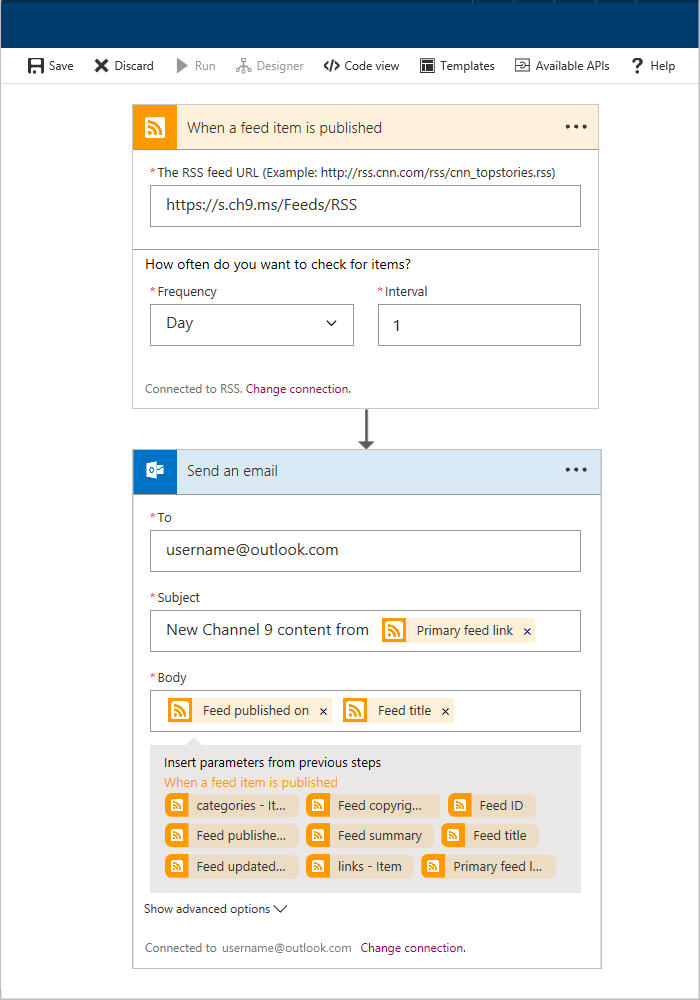 Save Discard Run Designer Code view Templates Available APIs Help
When a feed item is published
* The RSS feed URL (Example: http://rss.cnn.com/rss/cnn_topstories.rss)
https://s.ch9.ms/Feeds/RSS
How often do you want to check for items?
* Frequency * Interval
Day 1
Connected to RSS. Change connection.
Send an email
* To
username@outlook.com
* Subject
New Channel 9 content from Primary feed link ×
* Body
Feed published on × Feed title ×
Insert parameters from previous steps
When a feed item is published
categories - It... Feed copyrig... Feed ID
Feed publishe... Feed summary Feed title
Feed updated... links - Item Primary feed l...
Show advanced options
Connected to username@outlook.com Change connection.